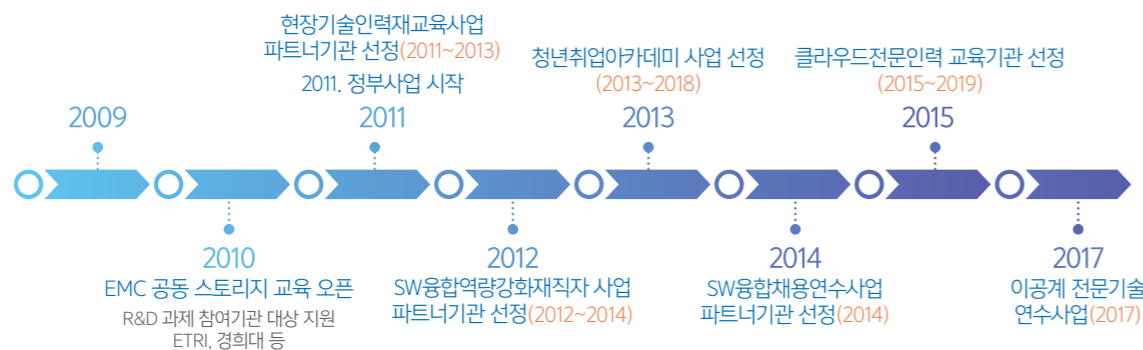 2009
2010
EMC 공동 스토리지 교육 오픈
R&D 과제 참여기관 대상 지원
ETRI, 경희대 등
현장기술인력재교육사업
파트너기관 선정(2011~2013)
2011. 정부사업 시작
2011
2012
SW융합역량강화재직자 사업
파트너기관 선정(2012~2014)
청년취업아카데미 사업 선정
(2013~2018)
2013
2014
SW융합채용연수사업
파트너기관 선정(2014)
클라우드전문인력 교육기관 선정
(2015~2019)
2015
2017
이공계 전문기술
연수사업(2017)